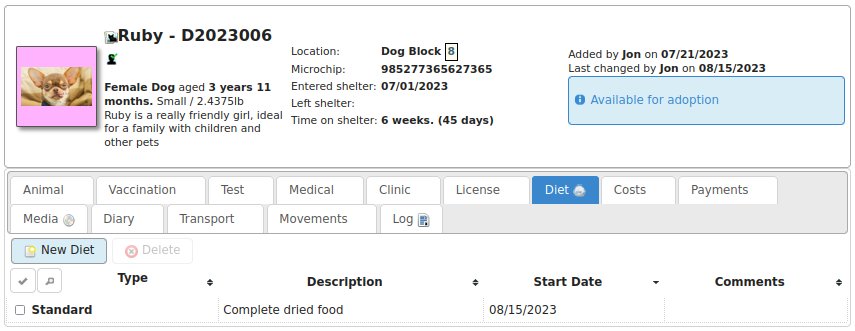 Ruby - D2023006
Female Dog aged 3 years 11
months. Small / 2.4375lb
Ruby is a really friendly girl, ideal
for a family with children and
other pets
Location: Dog Block 8
Microchip: 985277365627365
Entered shelter: 07/01/2023
Left shelter:
Time on shelter: 6 weeks. (45 days)
Added by Jon on 07/21/2023
Last changed by Jon on 08/15/2023
Available for adoption
Animal Vaccination Test Medical Clinic License Diet Costs Payments
Media Diary Transport Movements Log
New Diet Delete
Type Description Start Date Comments
Standard Complete dried food 08/15/2023